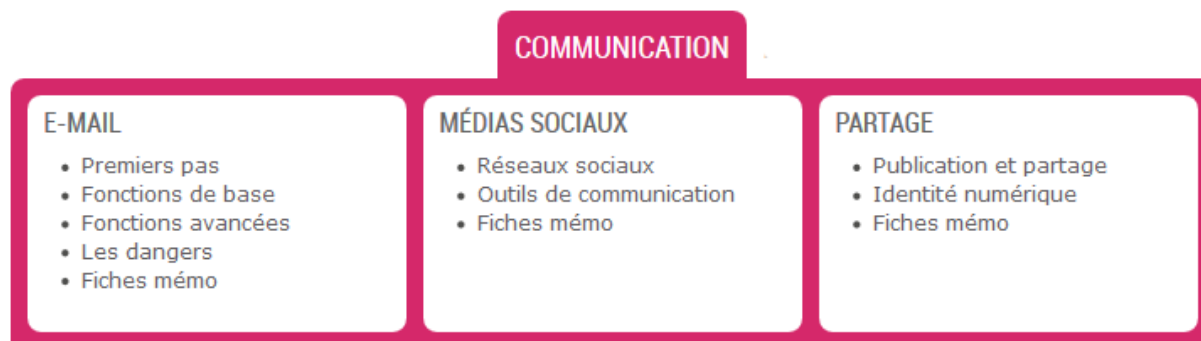 COMMUNICATION
E-MAIL
• Premiers pas
• Fonctions de base
• Fonctions avancées
• Les dangers
• Fiches mémo
MÉDIAS SOCIAUX
• Réseaux sociaux
• Outils de communication
• Fiches mémo
PARTAGE
• Publication et partage
• Identité numérique
• Fiches mémo